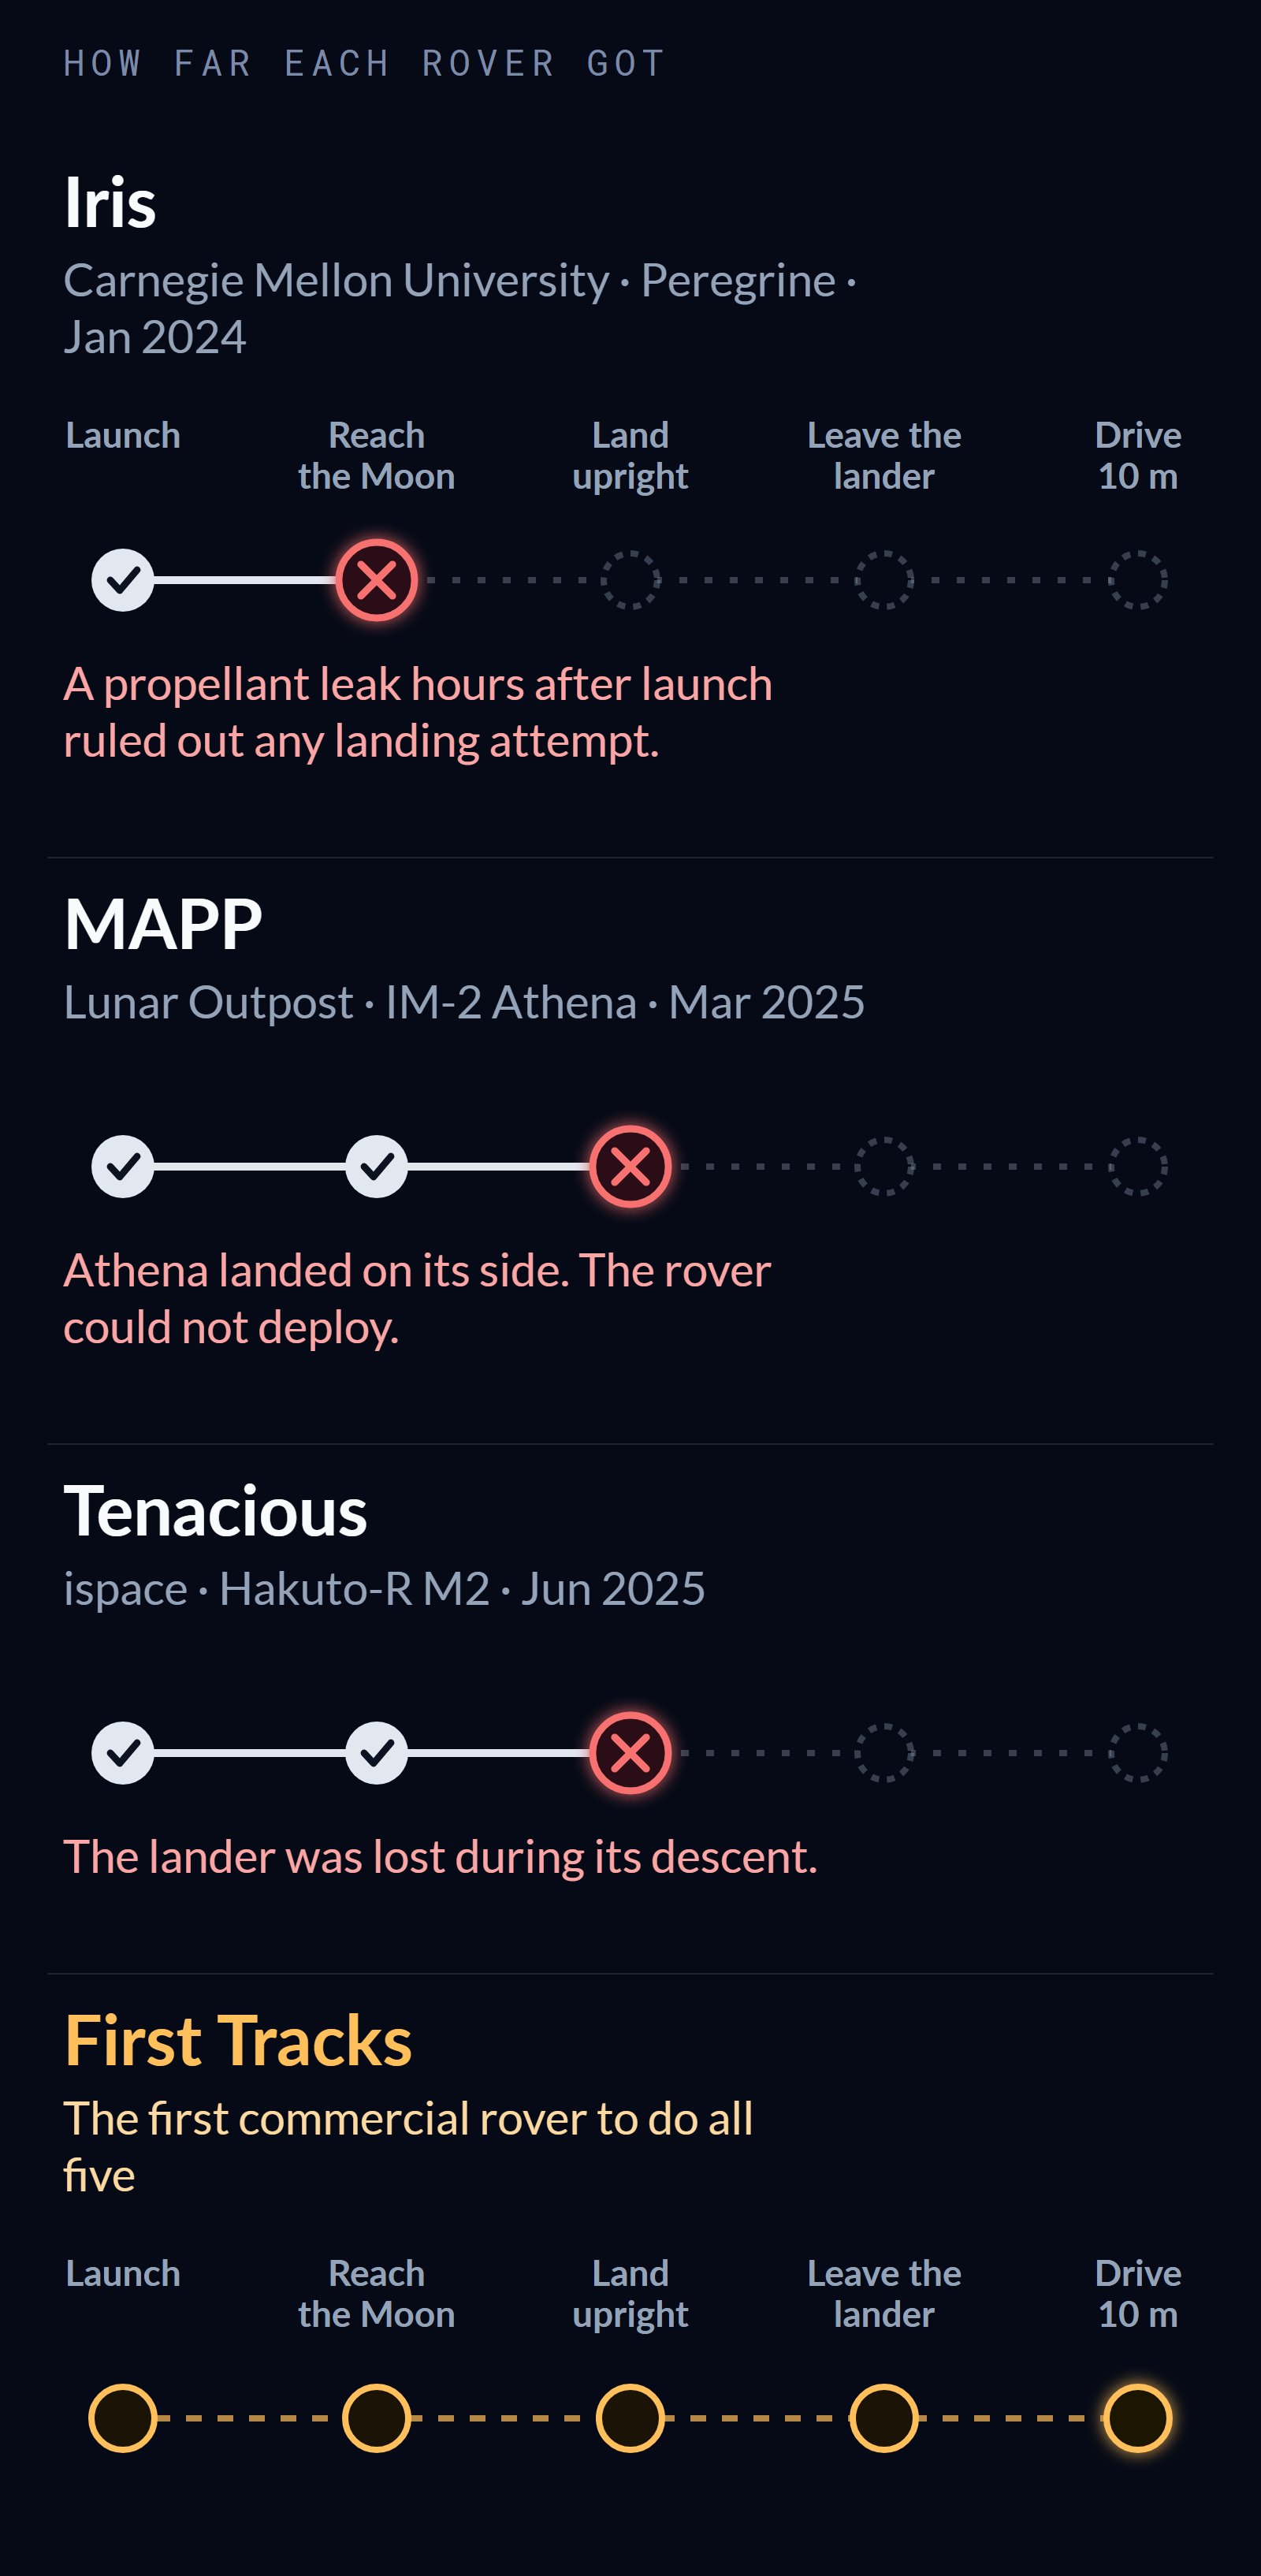 HOW FAR EACH ROVER GOT
Iris
Carnegie Mellon University · Peregrine ·
Jan 2024
Launch
Reach
the Moon
Land
upright
Leave the
lander
Drive
10 m
A propellant leak hours after launch
ruled out any landing attempt.
MAPP
Lunar Outpost · IM-2 Athena · Mar 2025
Athena landed on its side. The rover
could not deploy.
Tenacious
ispace · Hakuto-R M2 · Jun 2025
The lander was lost during its descent.
First Tracks
The first commercial rover to do all
five
Launch
Reach
the Moon
Land
upright
Leave the
lander
Drive
10 m